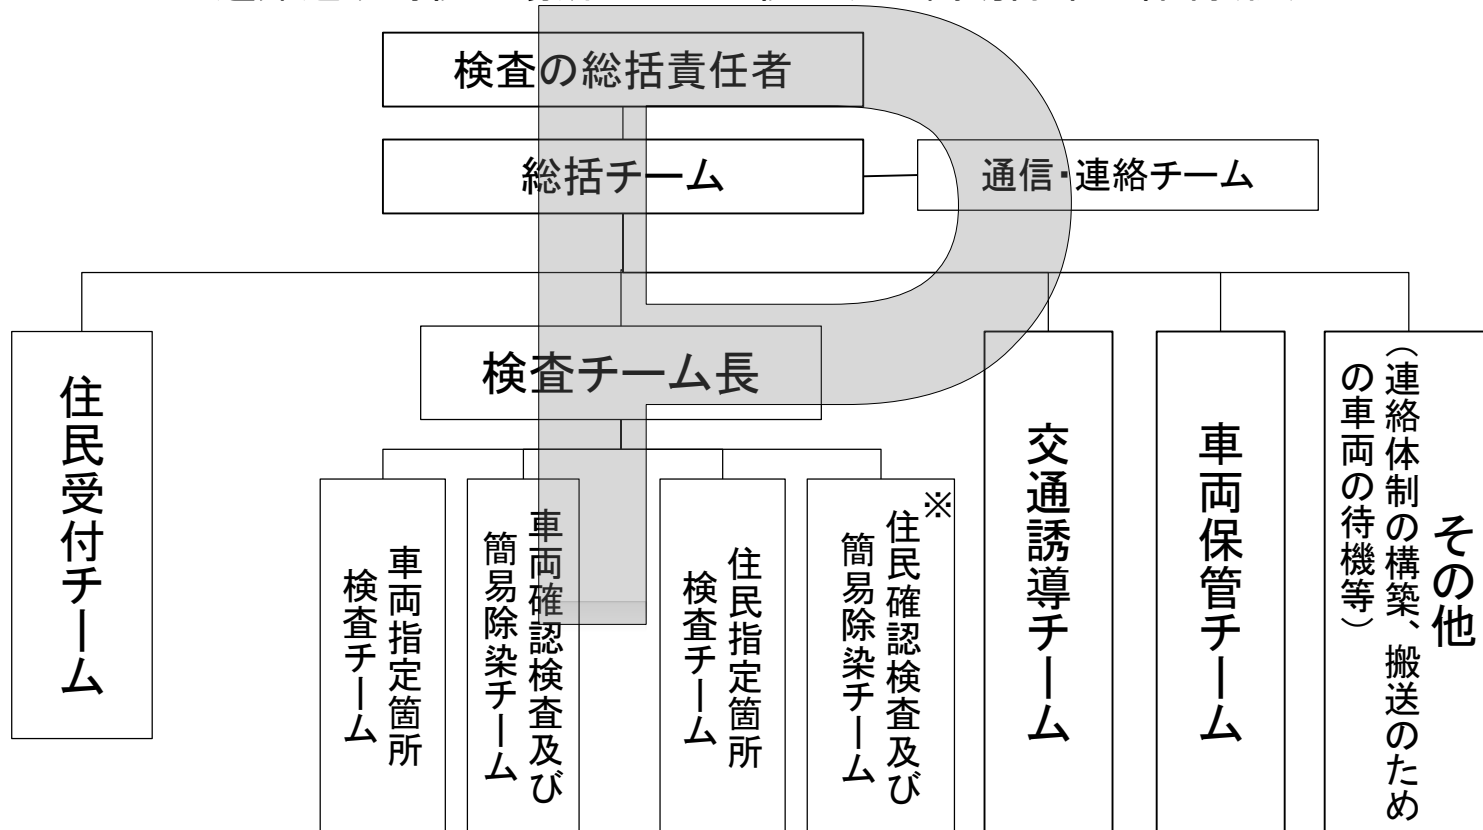 検査の総括責任者
総括チーム
通信・連絡チーム
住民受付チーム
検査チーム長
車両指定箇所
検査チーム
車両確認検査及び
簡易除染チーム
住民指定箇所
検査チーム
※
住民確認検査及び
簡易除染チーム
交通誘導チーム
車両保管チーム
その他
（連絡体制の構築、搬送のため
の車両の待機等）
P